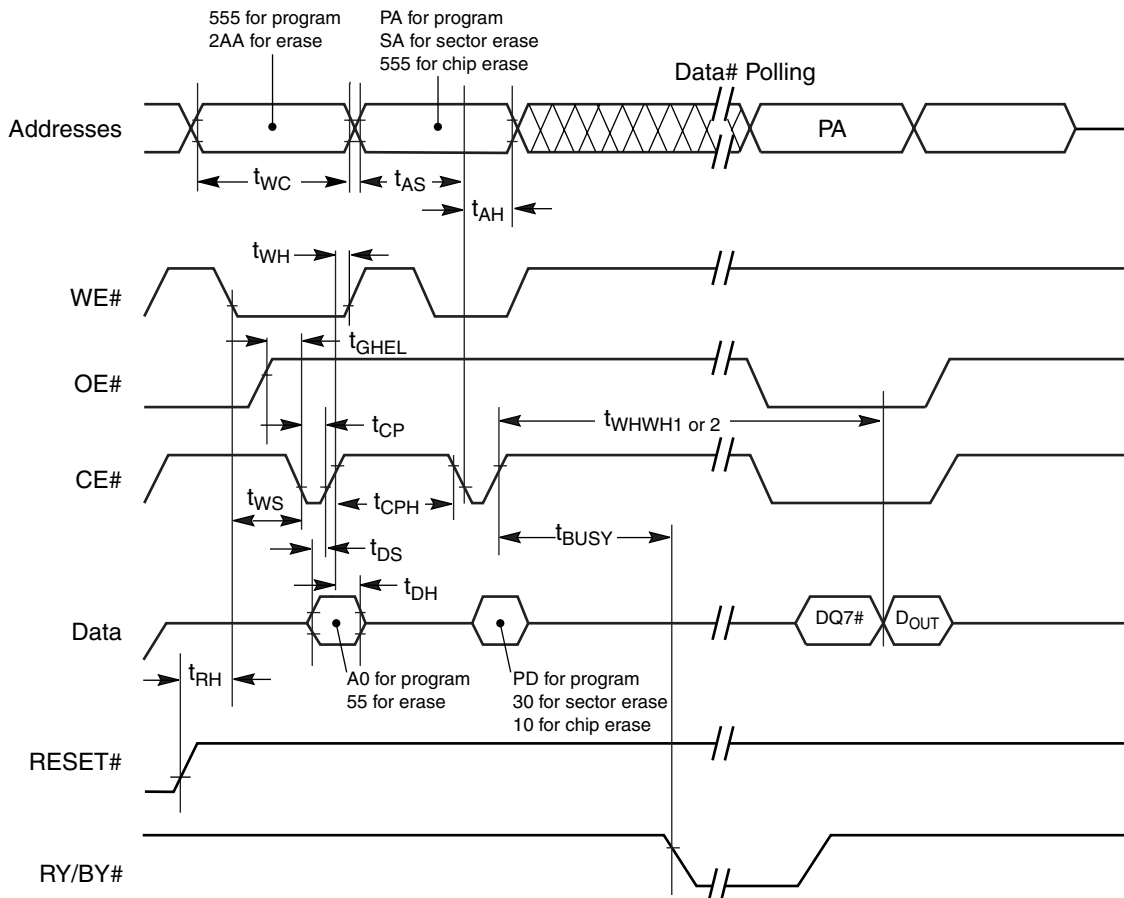 555 for program
2AA for erase
PA for program
SA for sector erase
555 for chip erase
Data# Polling
Addresses
PA
tWC
tAS
tAH
tWH
WE#
tGHEL
OE#
tWHWH1 or 2
tCP
CE#
tWS
tCPH
tBUSY
tDS
tDH
Data
DQ7#
DOUT
tRH
A0 for program
55 for erase
PD for program
30 for sector erase
10 for chip erase
RESET#
RY/BY#